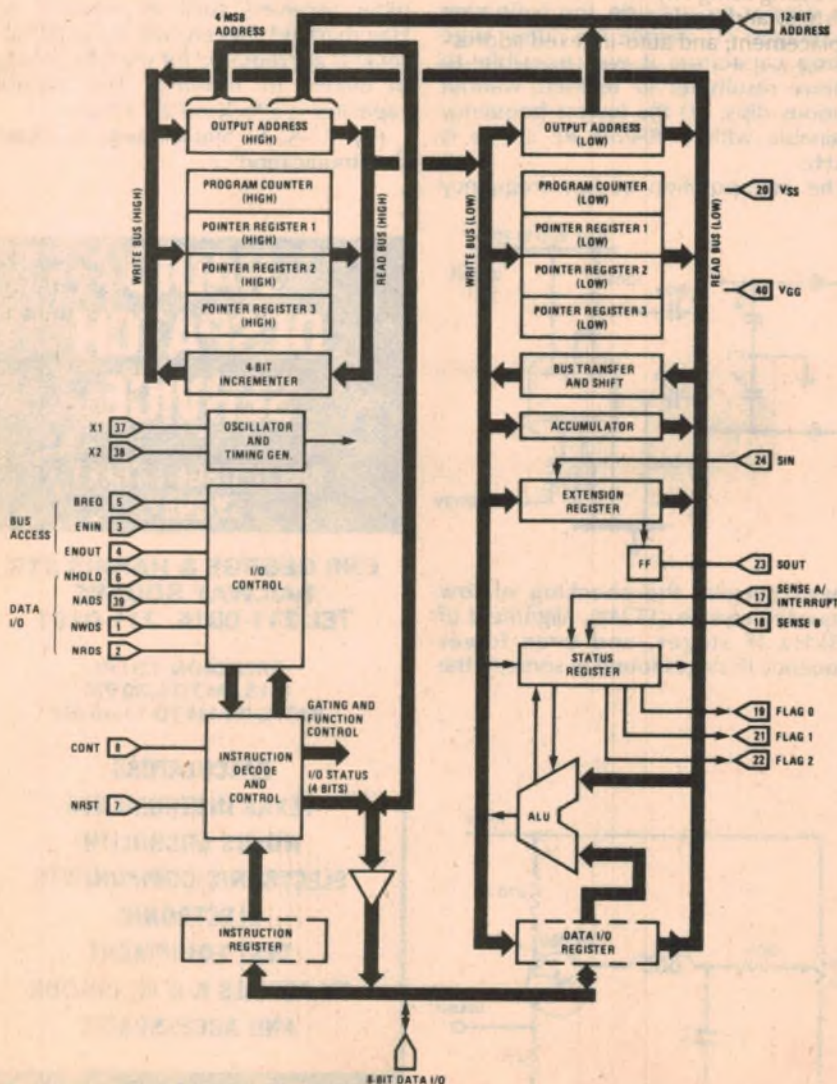 placement, and auto-indexed address-
4 MSB
ADDRESS
12-BIT
ADDRESS
OUTPUT ADDRESS
(HIGH)
OUTPUT ADDRESS
(LOW)
PROGRAM COUNTER
(HIGH)
PROGRAM COUNTER
(LOW)
POINTER REGISTER 1
(HIGH)
POINTER REGISTER 1
(LOW)
POINTER REGISTER 2
(HIGH)
POINTER REGISTER 2
(LOW)
POINTER REGISTER 3
(HIGH)
POINTER REGISTER 3
(LOW)
WRITE BUS (HIGH)
READ BUS (HIGH)
WRITE BUS (LOW)
READ BUS (LOW)
20 VSS
40 VGG
4-BIT
INCREMENTER
BUS TRANSFER
AND SHIFT
ACCUMULATOR
X1 37
X2 38
OSCILLATOR
AND
TIMING GEN.
24 SIN
EXTENSION
REGISTER
FF
23 SOUT
BUS
ACCESS
BREQ 5
ENIN 3
ENOUT 4
DATA
I/O
NHOLD 6
NADS 39
NWDS 1
NRDS 2
I/O
CONTROL
17 SENSE A/
INTERRUPT
18 SENSE B
STATUS
REGISTER
19 FLAG 0
21 FLAG 1
22 FLAG 2
GATING AND
FUNCTION
CONTROL
CONT 8
NRST 7
INSTRUCTION
DECODE
AND
CONTROL
I/O STATUS
(4 BITS)
ALU
INSTRUCTION
REGISTER
DATA I/O
REGISTER
8-BIT DATA I/O